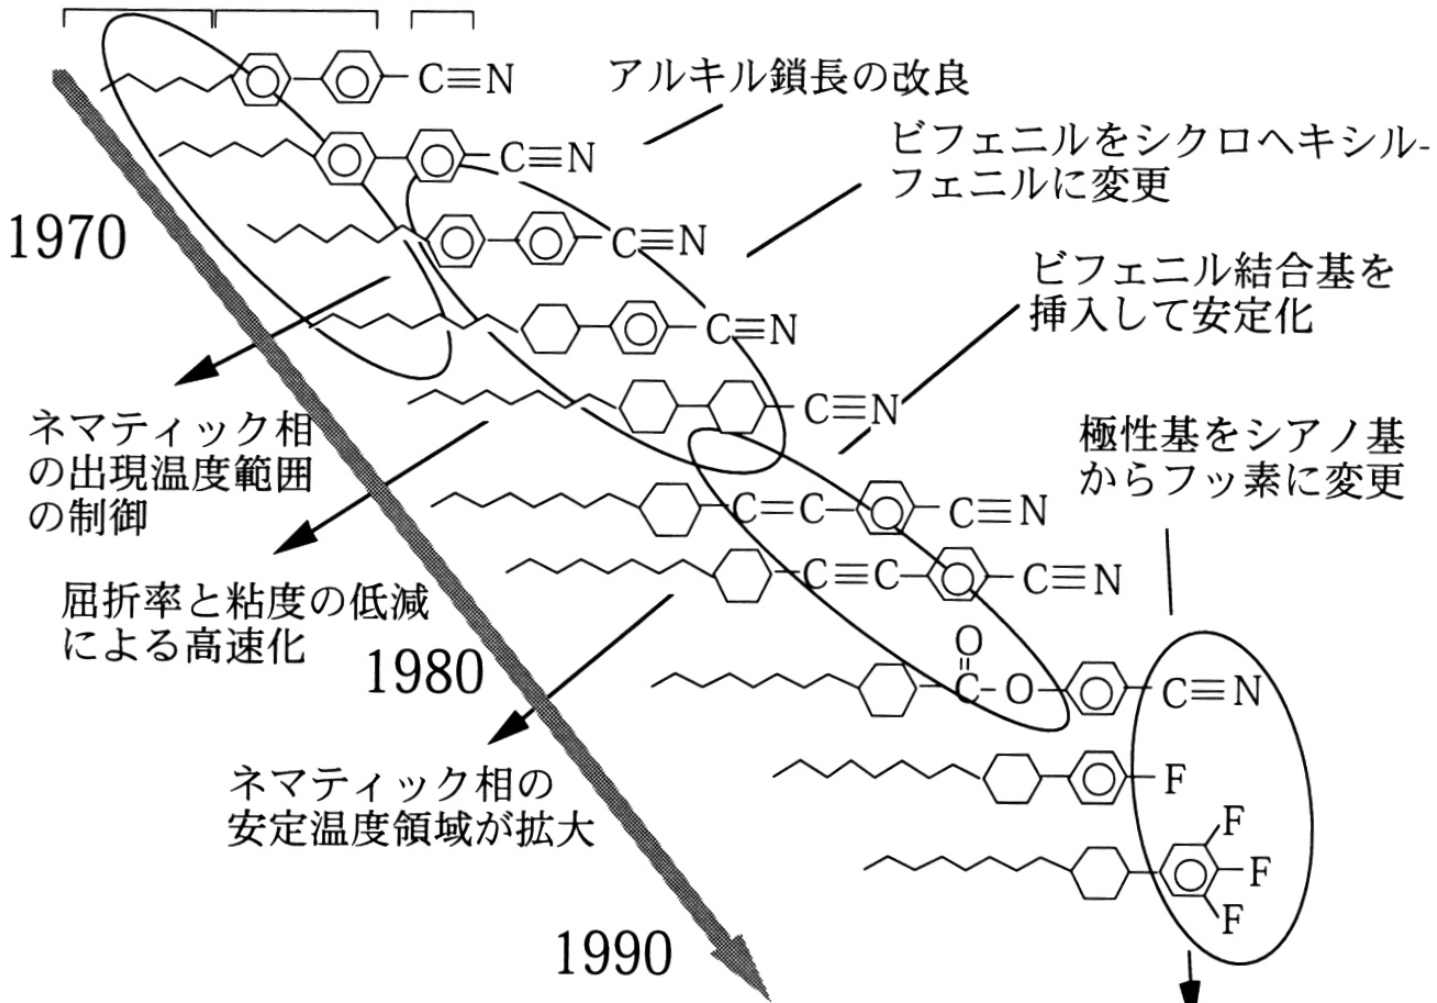 C≡N
アルキル鎖長の改良
C≡N
ビフェニルをシクロヘキシル-
フェニルに変更
1970
C≡N
ビフェニル結合基を
挿入して安定化
C≡N
C≡N
ネマティック相
の出現温度範囲
の制御
極性基をシアノ基
からフッ素に変更
C=C
C≡N
C≡C
C≡N
屈折率と粘度の低減
による高速化
1980
O
C-O
C≡N
ネマティック相の
安定温度領域が拡大
F
F
F
F
1990